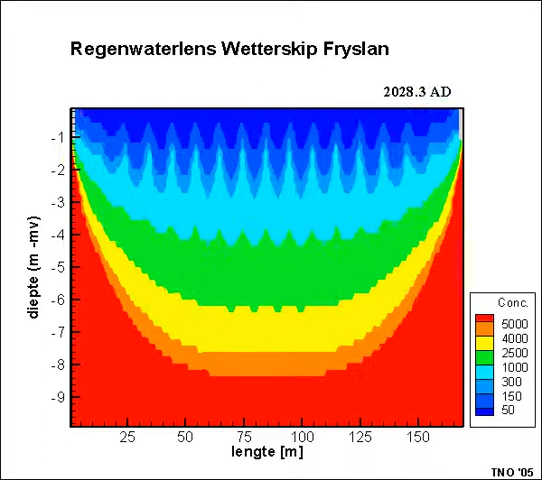 Regenwaterlens Wetterskip Fryslan
2028.3 AD
-1
-2
-3
-4
-5
-6
-7
-8
-9
diepte (m -mv)
25 50 75 100 125 150
lengte [m]
Conc.
5000
4000
2500
1000
300
150
50
TNO '05